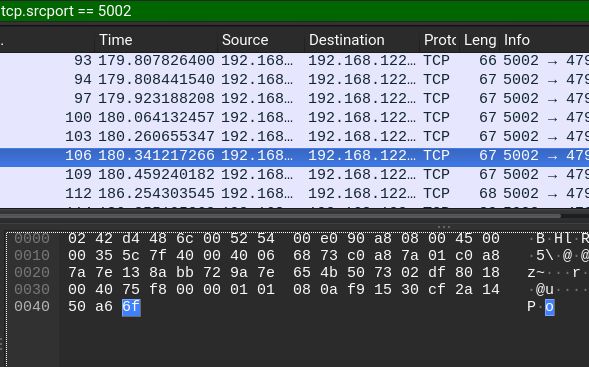 tcp.srcport == 5002
. Time Source Destination Protc Leng Info
93 179.807826400 192.168... 192.168.122... TCP 66 5002 → 479
94 179.808441540 192.168... 192.168.122... TCP 67 5002 → 479
97 179.923188208 192.168... 192.168.122... TCP 67 5002 → 479
100 180.064132457 192.168... 192.168.122... TCP 67 5002 → 479
103 180.260655347 192.168... 192.168.122... TCP 67 5002 → 479
106 180.341217266 192.168... 192.168.122... TCP 67 5002 → 479
109 180.459240182 192.168... 192.168.122... TCP 67 5002 → 479
112 186.254303545 192.168... 192.168.122... TCP 68 5002 → 479
0000 02 42 d4 48 6c 00 52 54 00 e0 90 a8 08 00 45 00 ·B·Hl·R
0010 00 35 5c 7f 40 00 40 06 68 73 c0 a8 7a 01 c0 a8 ·5\·@·@
0020 7a 7e 13 8a bb 72 9a 7e 65 4b 50 73 02 df 80 18 z~···r·
0030 00 40 75 f8 00 00 01 01 08 0a f9 15 30 cf 2a 14 ·@u····
0040 50 a6 6f P·o